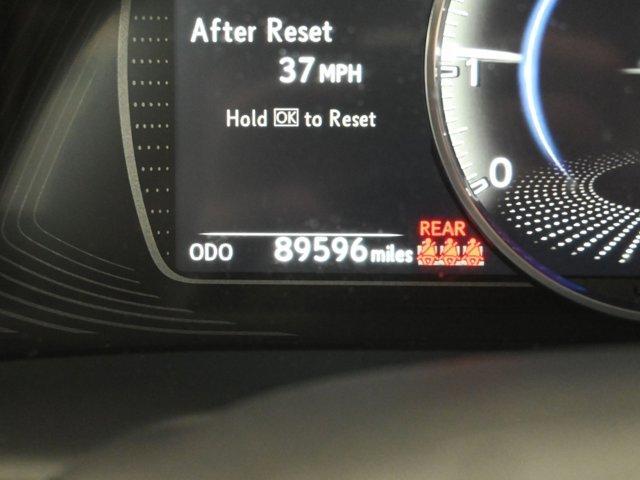 After Reset
37 MPH
Hold OK to Reset
1
0
REAR
ODO 89596 miles